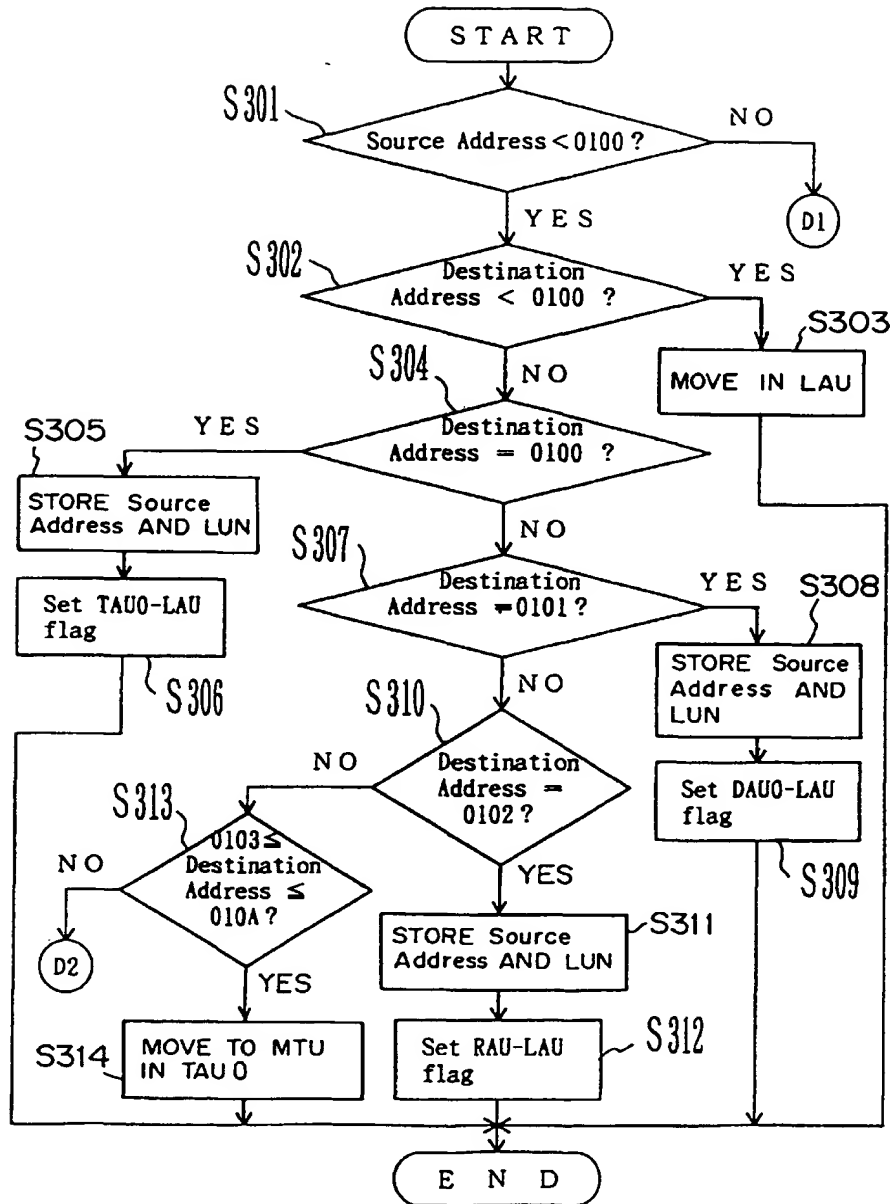 START
S301
Source Address<0100?
NO
D1
YES
S302
Destination
Address < 0100 ?
YES
S303
MOVE IN LAU
NO
S304
Destination
Address = 0100 ?
YES
S305
STORE Source
Address AND LUN
NO
S307
Destination
Address =0101?
YES
S308
Set TAU0-LAU
flag
S306
STORE Source
Address AND
LUN
NO
S310
Destination
Address =
0102?
NO
Set DAU0-LAU
flag
S309
S313
0103≤
Destination
Address ≤
010A?
NO
D2
YES
STORE Source
Address AND LUN
S311
YES
S314
MOVE TO MTU
IN TAU0
Set RAU-LAU
flag
S312
END